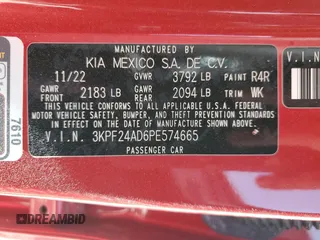 MANUFACTURED BY
KIA MEXICO S.A. DE C.V.
11/22 GVWR 3792 LB PAINT R4R
GAWR FRT 2183 LB GAWR RR 2094 LB TRIM WK
THIS VEHICLE CONFORMS TO ALL APPLICABLE U.S. FEDERAL
MOTOR VEHICLE SAFETY, BUMPER, AND THEFT PREVENTION
STANDARDS IN EFFECT ON THE DATE OF MANUFACTURE SHOWN ABOVE.
V.I.N. 3KPF24AD6PE574665
PASSENGER CAR
7610
V.I.N
DREAMBID